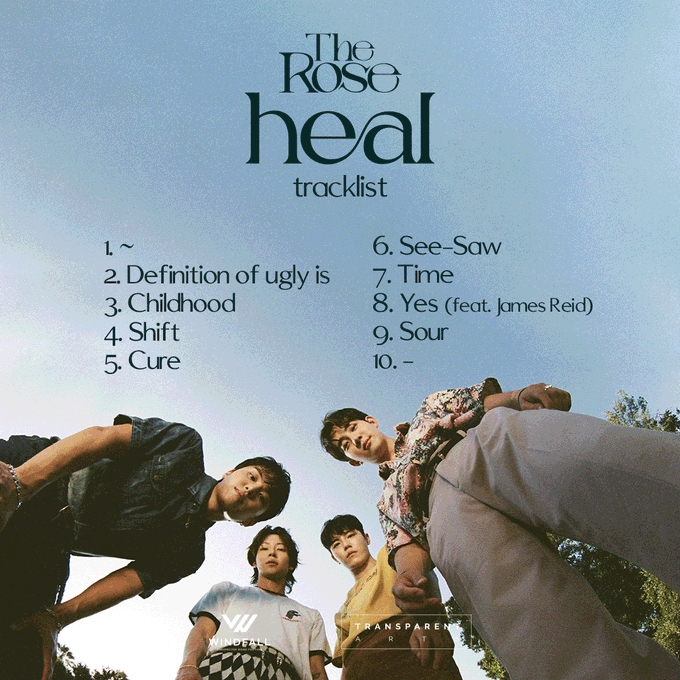 The
Rose
heal
tracklist
1. ~
2. Definition of ugly is
3. Childhood
4. Shift
5. Cure
6. See-Saw
7. Time
8. Yes (feat. James Reid)
9. Sour
10. –
WINDFALL
TRANSPARENT
ART